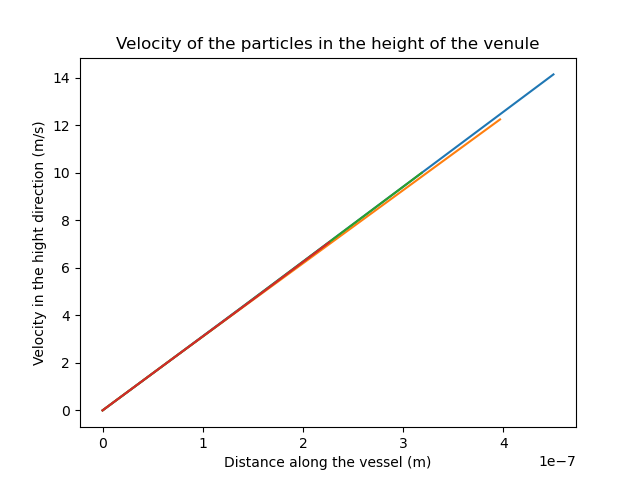 Velocity of the particles in the height of the venule
14
12
10
8
6
4
2
0
Velocity in the hight direction (m/s)
0 1 2 3 4
1e−7
Distance along the vessel (m)